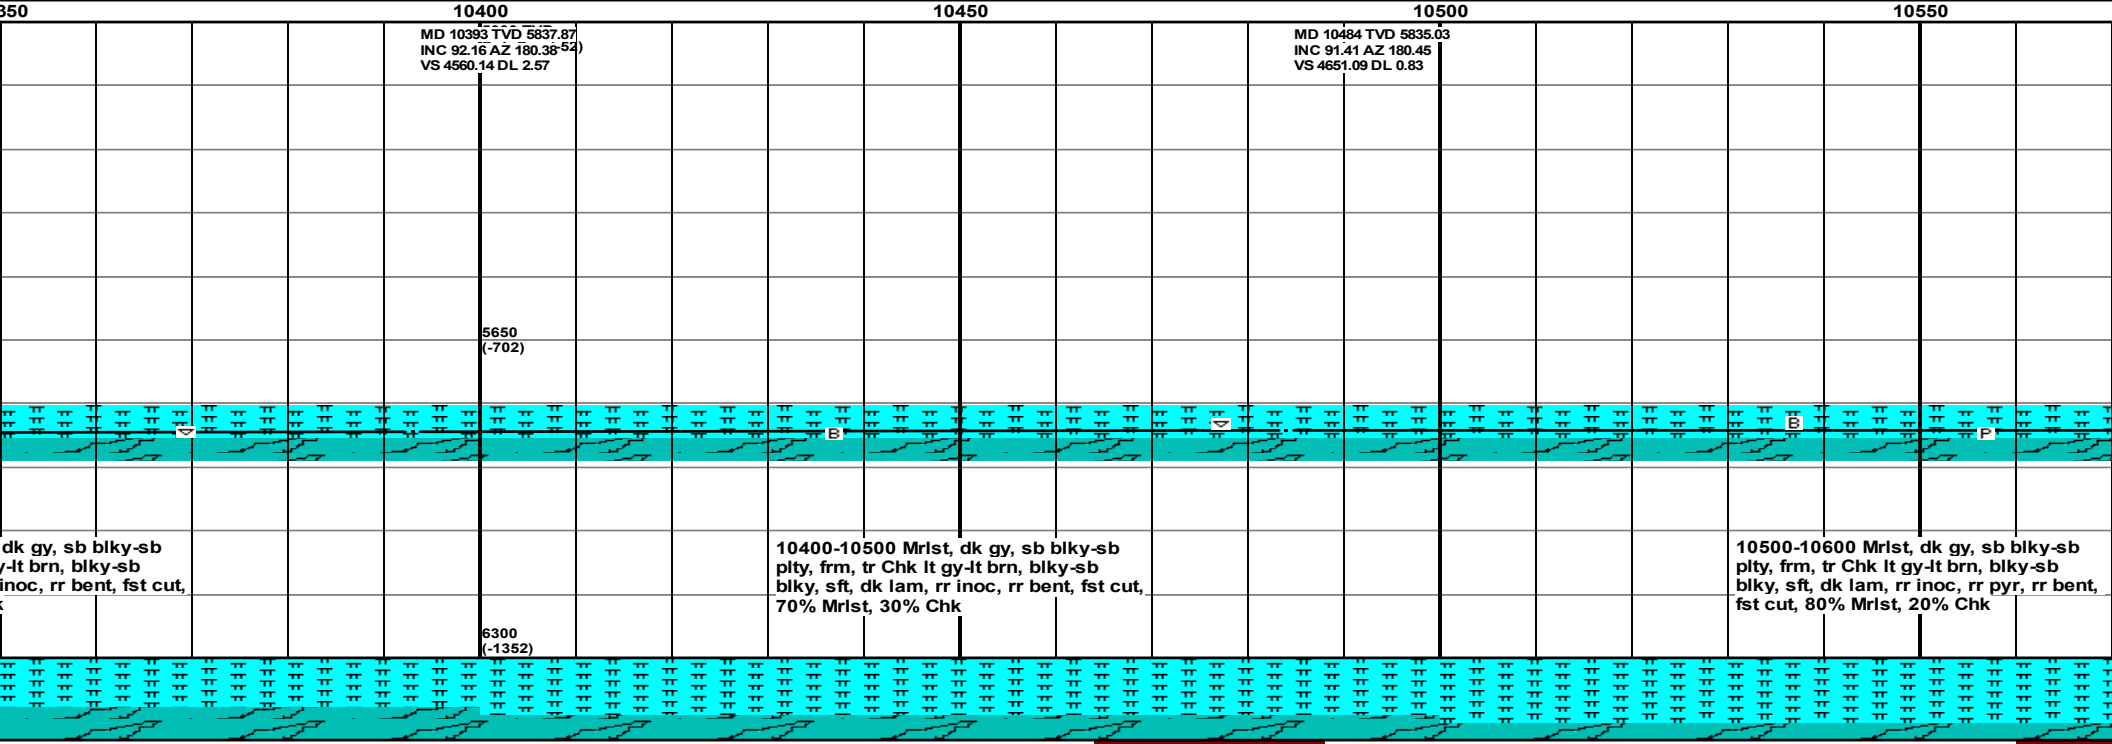 350 10400 10450 10500 10550
MD 10393 TVD 5837.87
INC 92.16 AZ 180.38
VS 4560.14 DL 2.57
MD 10484 TVD 5835.03
INC 91.41 AZ 180.45
VS 4651.09 DL 0.83
5650
(-702)
B
B
P
dk gy, sb blky-sb
y-lt brn, blky-sb
inoc, rr bent, fst cut,
10400-10500 Mrlst, dk gy, sb blky-sb
plty, frm, tr Chk lt gy-lt brn, blky-sb
blky, sft, dk lam, rr inoc, rr bent, fst cut,
70% Mrlst, 30% Chk
10500-10600 Mrlst, dk gy, sb blky-sb
plty, frm, tr Chk lt gy-lt brn, blky-sb
blky, sft, dk lam, rr inoc, rr pyr, rr bent,
fst cut, 80% Mrlst, 20% Chk
6300
(-1352)